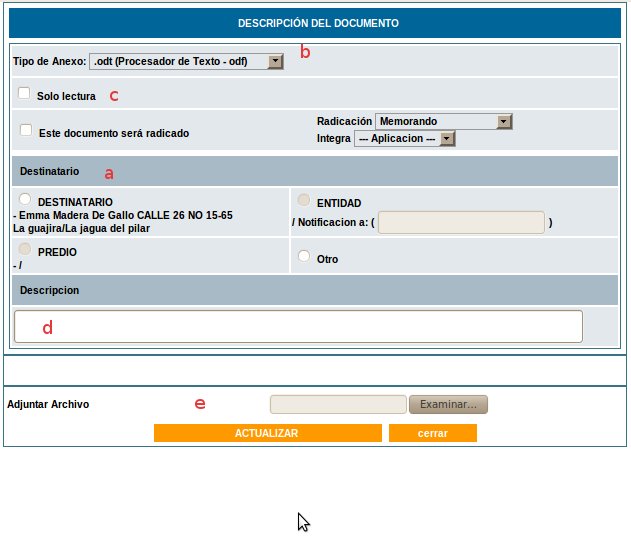 DESCRIPCIÓN DEL DOCUMENTO
Tipo de Anexo: .odt (Procesador de Texto - odf) b
Solo lectura c
Este documento será radicado
Radicación Memorando
Integra --- Aplicacion ---
Destinatario a
DESTINATARIO
- Emma Madera De Gallo CALLE 26 NO 15-65
La guajira/La jagua del pilar
ENTIDAD
/ Notificacion a: ( )
PREDIO
- /
Otro
Descripcion
d
Adjuntar Archivo e Examinar...
ACTUALIZAR cerrar